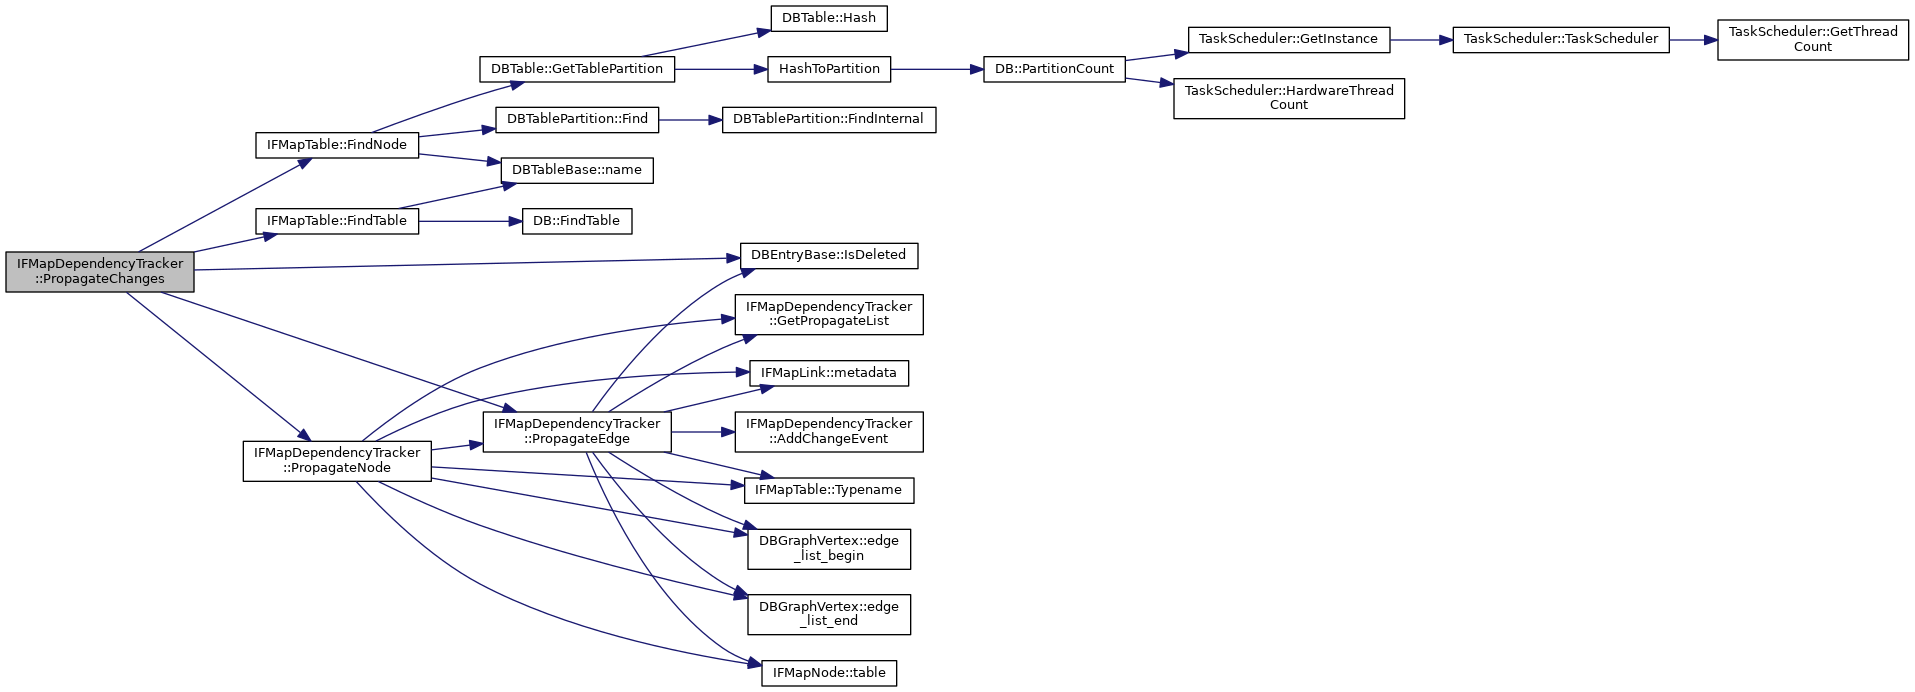 IFMapDependencyTracker
::PropagateChanges
IFMapTable::FindNode
IFMapTable::FindTable
IFMapDependencyTracker
::PropagateNode
DBTable::GetTablePartition
DBTablePartition::Find
DBTableBase::name
DB::FindTable
IFMapDependencyTracker
::PropagateEdge
DBTable::Hash
HashToPartition
DBTablePartition::FindInternal
DBEntryBase::IsDeleted
IFMapDependencyTracker
::GetPropagateList
IFMapLink::metadata
IFMapDependencyTracker
::AddChangeEvent
IFMapTable::Typename
DBGraphVertex::edge
_list_begin
DBGraphVertex::edge
_list_end
IFMapNode::table
DB::PartitionCount
TaskScheduler::GetInstance
TaskScheduler::HardwareThread
Count
TaskScheduler::TaskScheduler
TaskScheduler::GetThread
Count